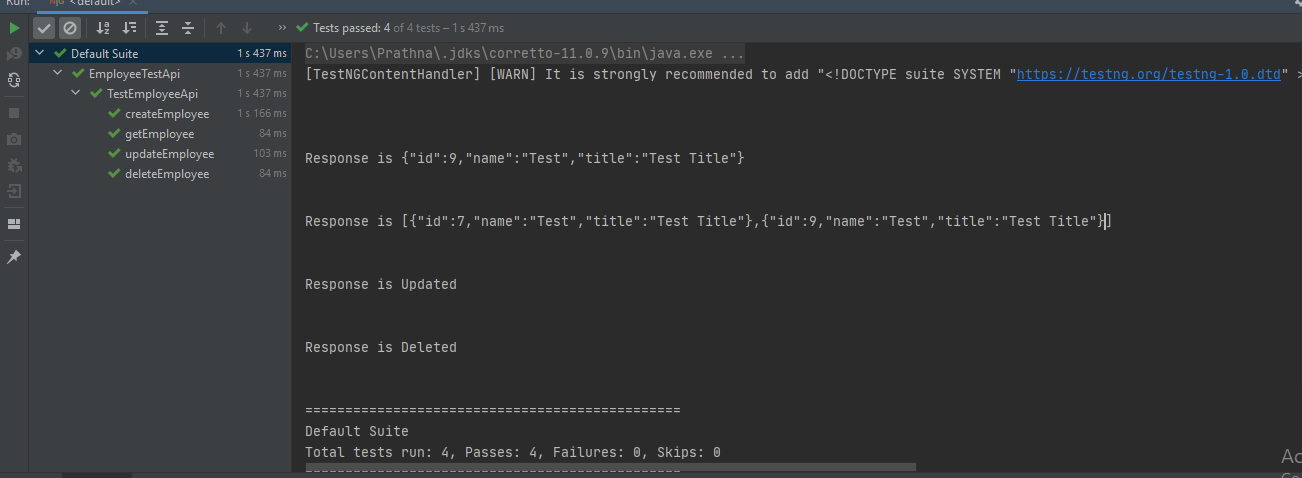 Run: <default> ×
Tests passed: 4 of 4 tests – 1 s 437 ms
Default Suite 1 s 437 ms
EmployeeTestApi 1 s 437 ms
TestEmployeeApi 1 s 437 ms
createEmployee 1 s 166 ms
getEmployee 84 ms
updateEmployee 103 ms
deleteEmployee 84 ms
C:\Users\Prathna\.jdks\corretto-11.0.9\bin\java.exe ...
[TestNGContentHandler] [WARN] It is strongly recommended to add "<!DOCTYPE suite SYSTEM "https://testng.org/testng-1.0.dtd" >
Response is {"id":9,"name":"Test","title":"Test Title"}
Response is [{"id":7,"name":"Test","title":"Test Title"},{"id":9,"name":"Test","title":"Test Title"}]
Response is Updated
Response is Deleted
===============================================
Default Suite
Total tests run: 4, Passes: 4, Failures: 0, Skips: 0
===============================================